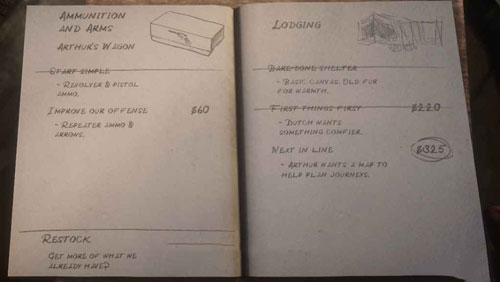 AMMUNITION
AND ARMS
ARTHUR'S WAGON
START SIMPLE
- REVOLVER & PISTOL
AMMO.
IMPROVE OUR OFFENSE $60
- REPEATER AMMO &
ARROWS.
RESTOCK
GET MORE OF WHAT WE
ALREADY HAVE?
LODGING
BARE-BONE SHELTER
- BASIC CANVAS. OLD FUR
FOR WARMTH.
FIRST THINGS FIRST $220
- DUTCH WANTS
SOMETHING COMFIER.
NEXT IN LINE $325
- ARTHUR WANTS A MAP TO
HELP PLAN JOURNEYS.